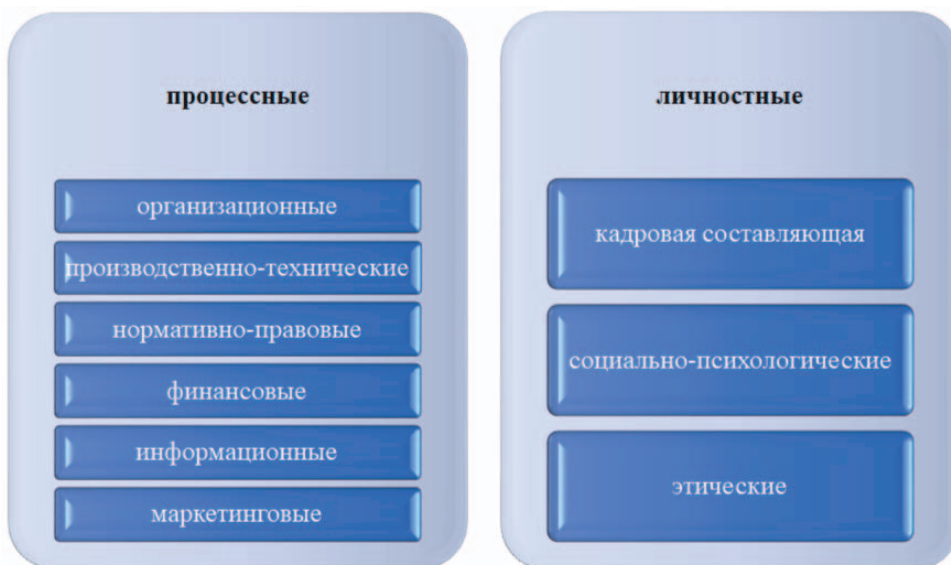 процессные
организационные
производственно-технические
нормативно-правовые
финансовые
информационные
маркетинговые
личностные
кадровая составляющая
социально-психологические
этические